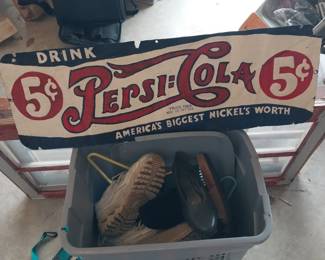 DRINK
5¢ PEPSI=COLA 5¢
AMERICA'S BIGGEST NICKEL'S WORTH